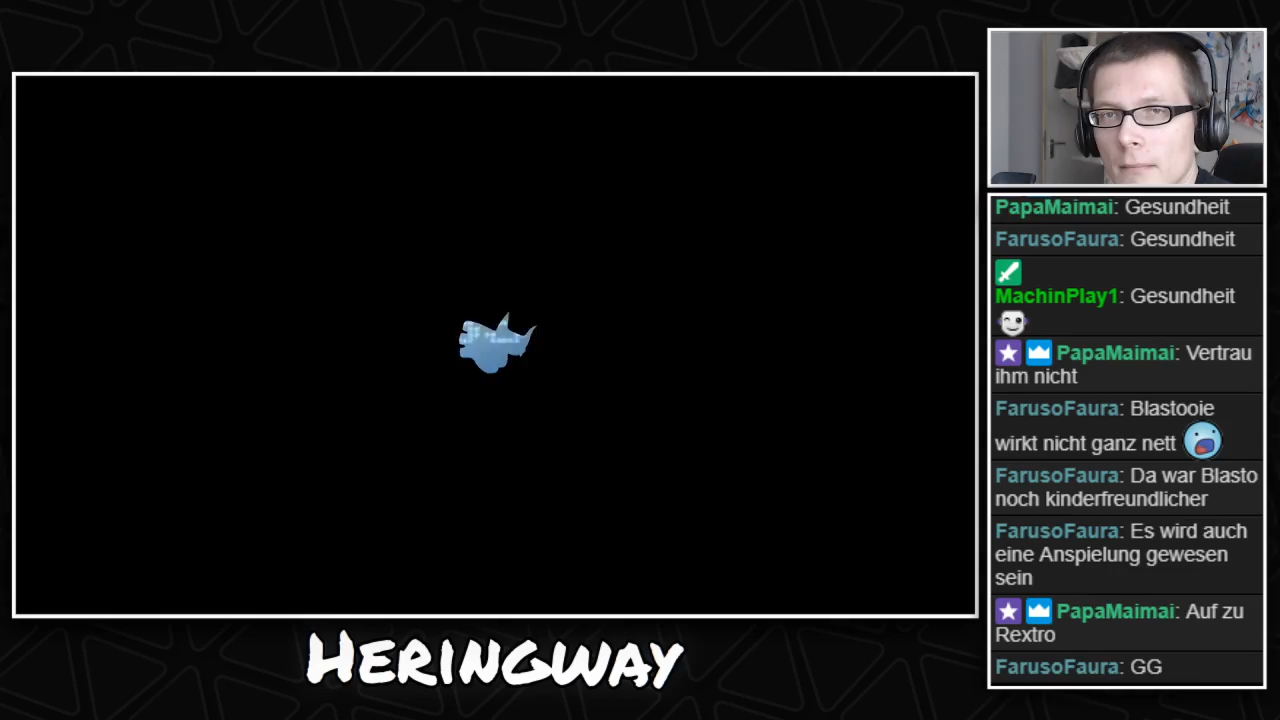 PapaMaimai: Gesundheit
FarusoFaura: Gesundheit
MachinPlay1: Gesundheit
PapaMaimai: Vertrau
ihm nicht
FarusoFaura: Blastooie
wirkt nicht ganz nett
FarusoFaura: Da war Blasto
noch kinderfreundlicher
FarusoFaura: Es wird auch
eine Anspielung gewesen
sein
PapaMaimai: Auf zu
Rextro
FarusoFaura: GG
HERINGWAY